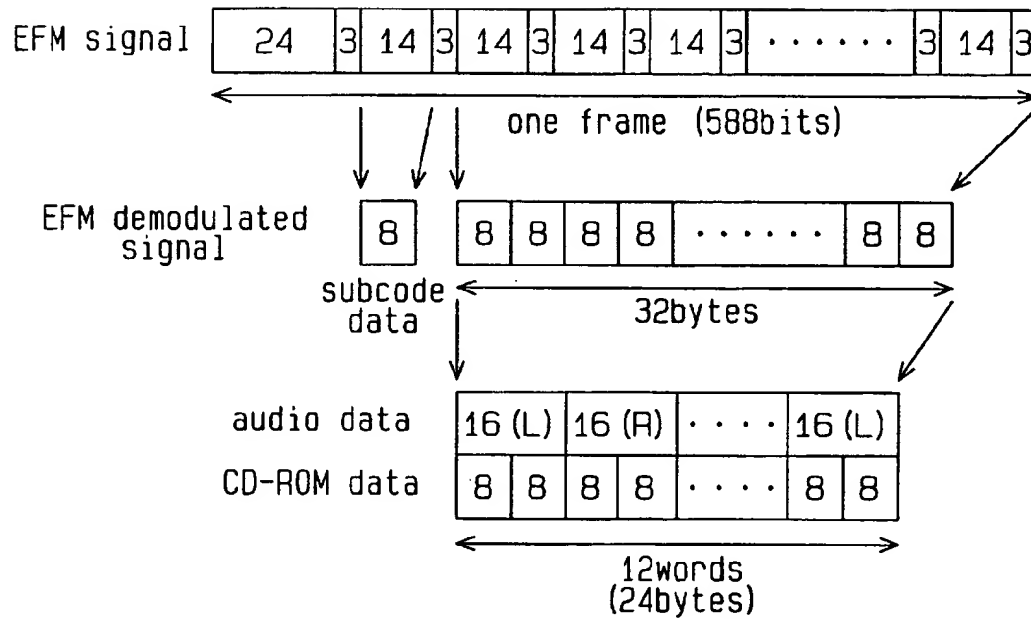 EFM signal 24 3 14 3 14 3 14 3 14 3 ······ 3 14 3
one frame (588bits)
EFM demodulated
signal
8 8 8 8 8 ······ 8 8
subcode
data
32bytes
audio data 16 (L) 16 (R) ···· 16 (L)
CD-ROM data 8 8 8 8 ···· 8 8
12words
(24bytes)